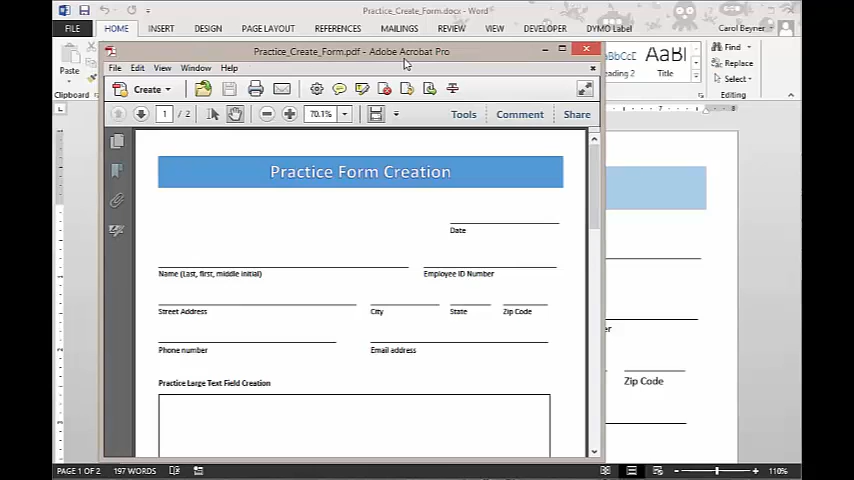 Practice_Create_Form.docx - Word
Carol Beyner
FILE HOME INSERT DESIGN PAGE LAYOUT REFERENCES MAILINGS REVIEW VIEW DEVELOPER DYMO Label
Practice_Create_Form.pdf - Adobe Acrobat Pro
File Edit View Window Help
Paste
Clipboard
AaBl
eading 2 Title
Find
Replace
Select
Editing
Create
1 / 2 70.1% Tools Comment Share
Practice Form Creation
Date
Name (Last, first, middle initial) Employee ID Number
Street Address City State Zip Code
Phone number Email address
Practice Large Text Field Creation
er
Zip Code
PAGE 1 OF 2 197 WORDS 110%